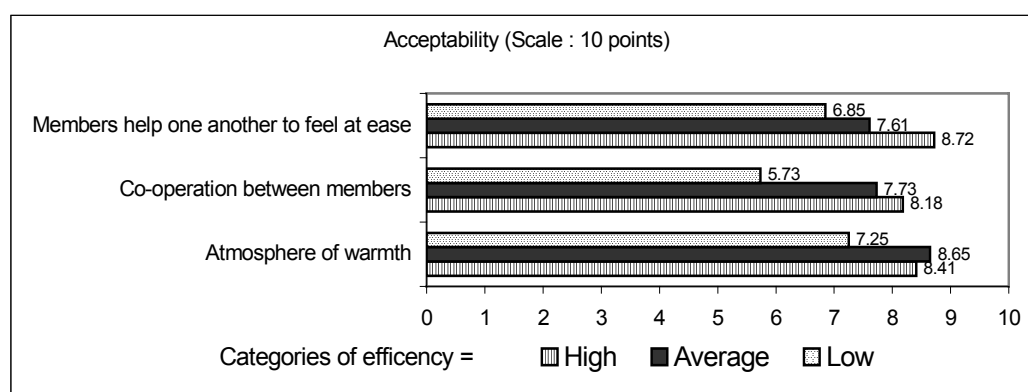 Acceptability (Scale : 10 points)
Members help one another to feel at ease
6.85
7.61
8.72
Co-operation between members
5.73
7.73
8.18
Atmosphere of warmth
7.25
8.65
8.41
0 1 2 3 4 5 6 7 8 9 10
Categories of efficency = High Average Low